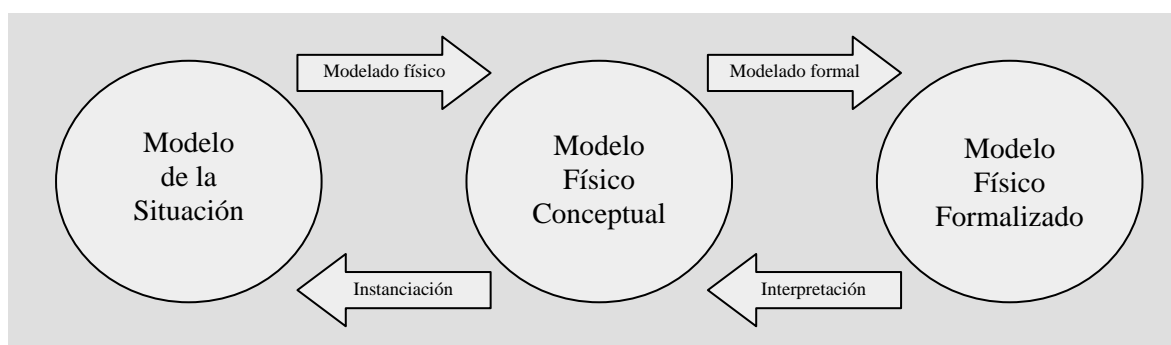 Modelado físico
Modelado formal
Modelo
de la
Situación
Modelo
Físico
Conceptual
Modelo
Físico
Formalizado
Instanciación
Interpretación